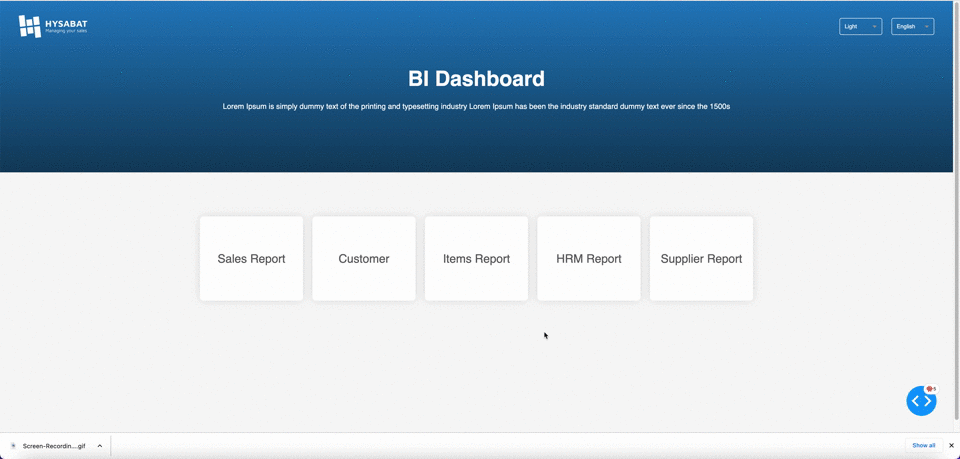 HYSABAT
Managing your sales
Light
English
BI Dashboard
Lorem Ipsum is simply dummy text of the printing and typesetting industry Lorem Ipsum has been the industry standard dummy text ever since the 1500s
Sales Report
Customer
Items Report
HRM Report
Supplier Report
Screen-Recordin....gif
Show all